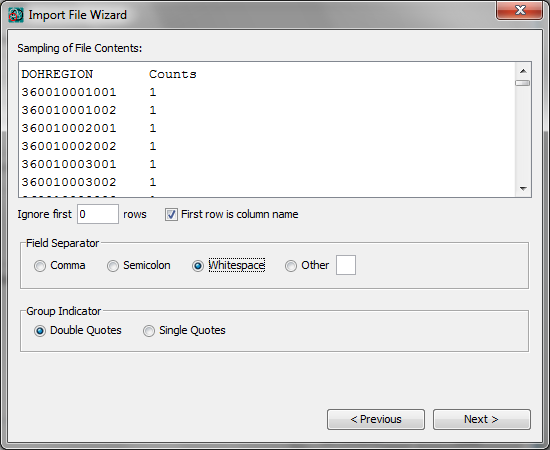 Import File Wizard
Sampling of File Contents:
DOHREGION Counts
360010001001 1
360010001002 1
360010002001 1
360010002002 1
360010003001 1
360010003002 1
Ignore first 0 rows First row is column name
Field Separator
Comma Semicolon Whitespace Other
Group Indicator
Double Quotes Single Quotes
< Previous Next >